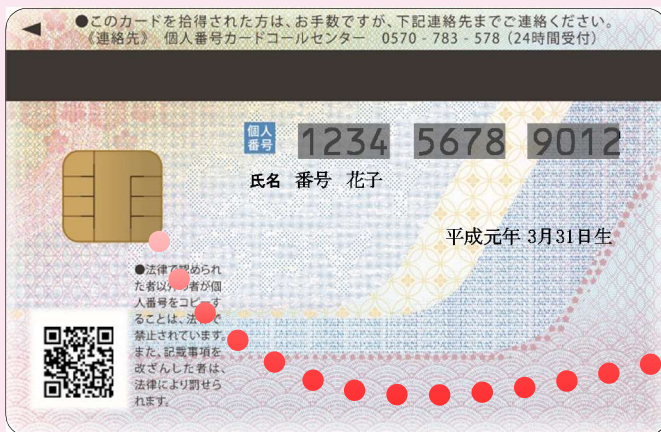 ●このカードを拾得された方は、お手数ですが、下記連絡先までご連絡ください。
《連絡先》 個人番号カードコールセンター 0570-783-578(24時間受付)
個人
番号
1234 5678 9012
氏名 番号 花子
平成元年 3月31日生
●法律で認められ
た者以外の者が個
人番号をコピーす
ることは、法律で
禁止されています。
また、記載事項を
改ざんした者は、
法律により罰せら
れます。